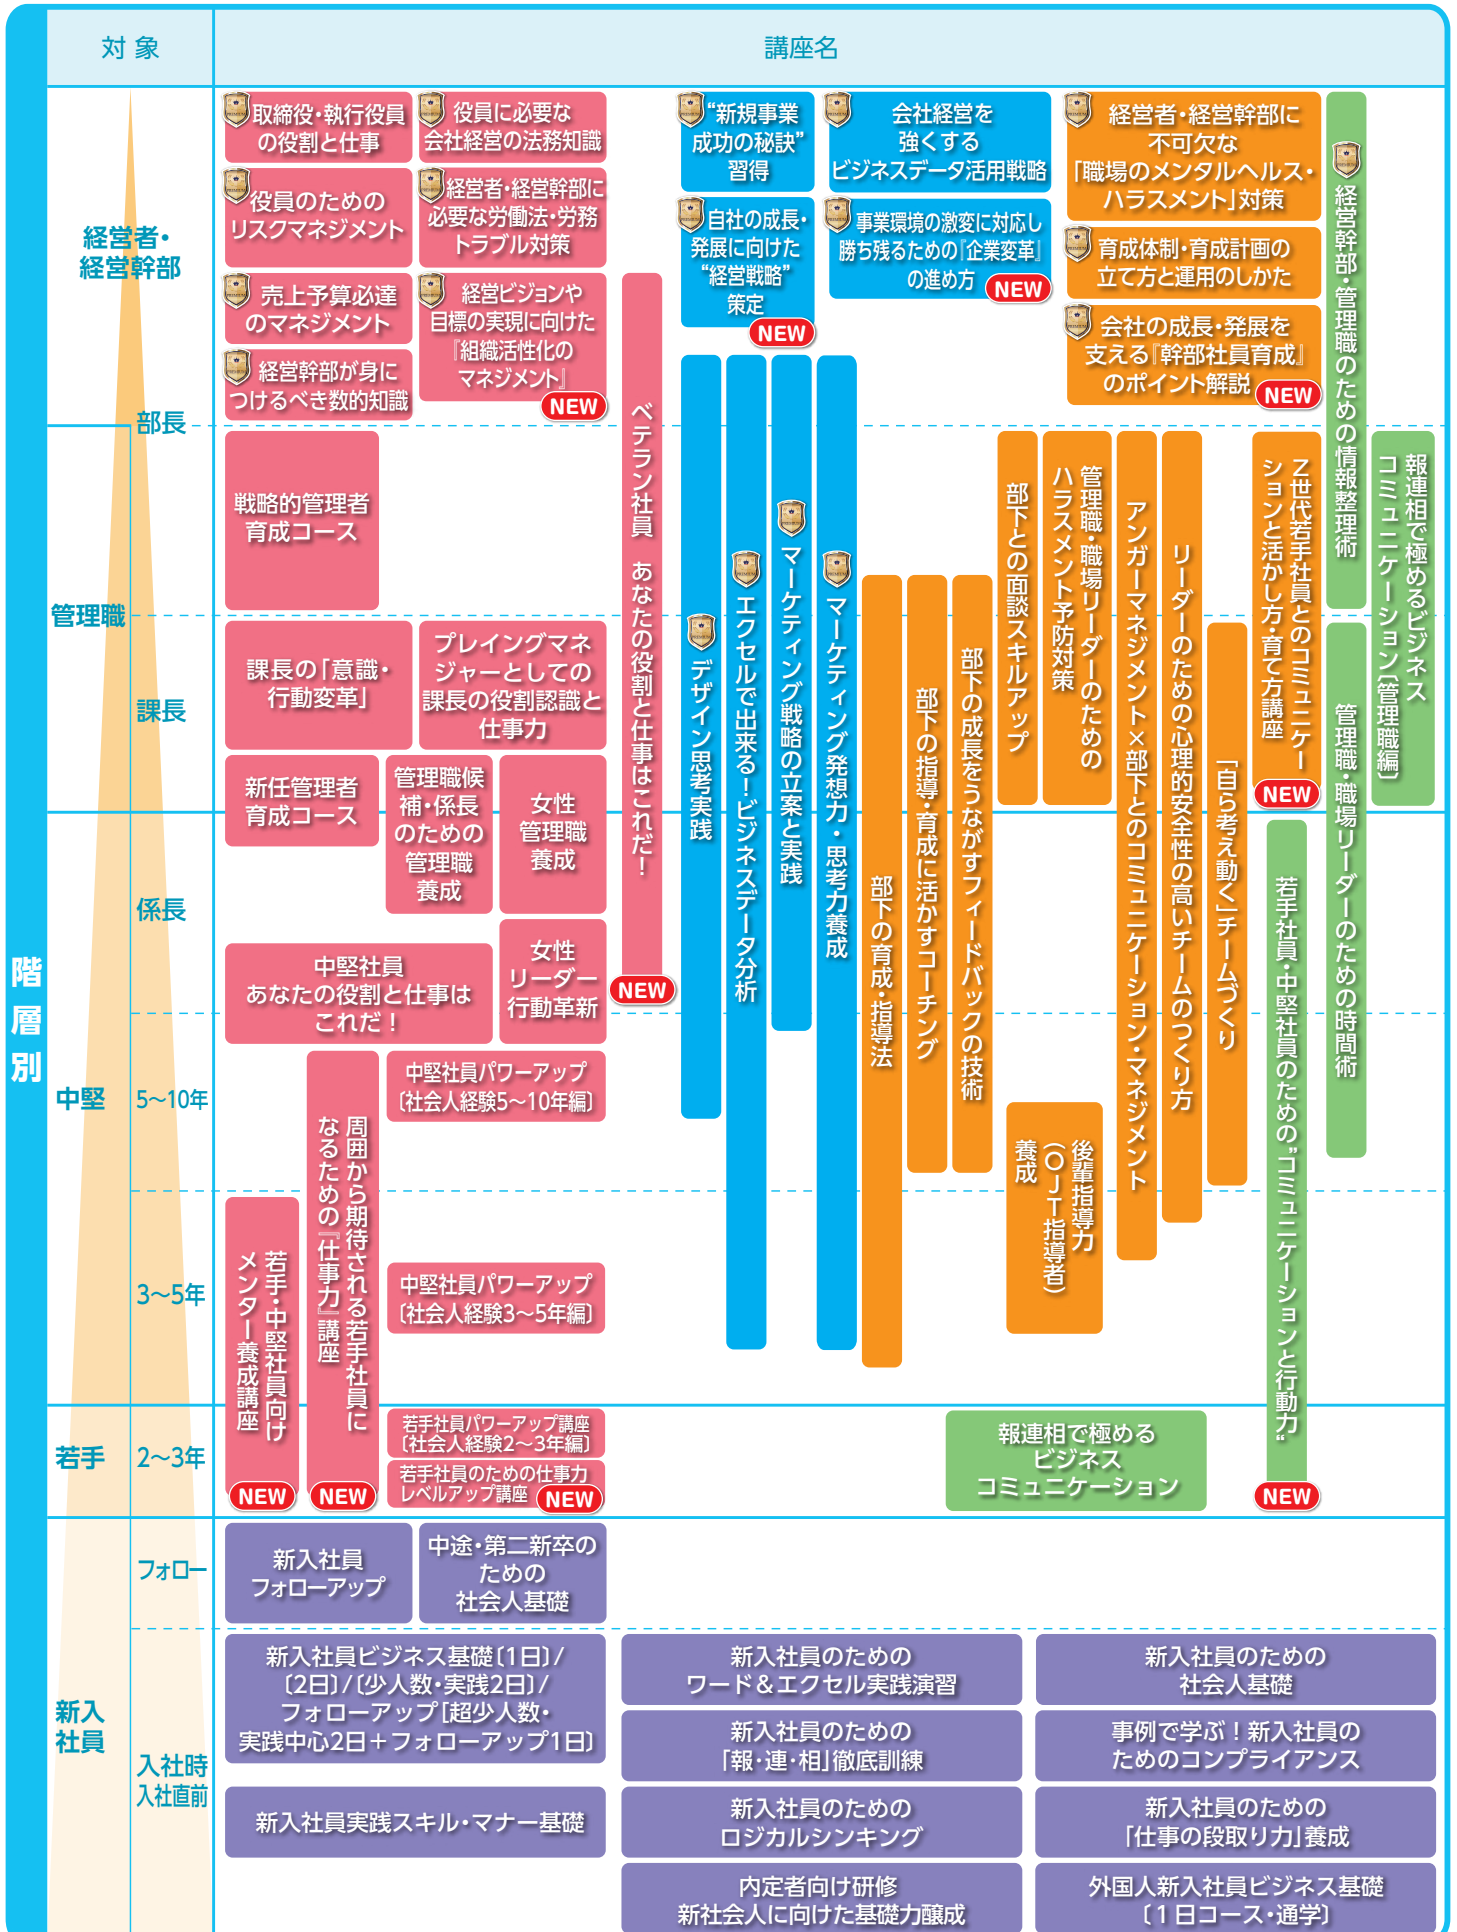 対 象
講座名
階層別
経営者・
経営幹部
部長
管理職
課長
係長
中堅
5〜10年
3〜5年
若手
2〜3年
フォロー
新入
社員
入社時
入社直前
取締役・執行役員
の役割と仕事
役員に必要な
会社経営の法務知識
役員のための
リスクマネジメント
経営者・経営幹部に
必要な労働法・労務
トラブル対策
売上予算必達
のマネジメント
経営ビジョンや
目標の実現に向けた
『組織活性化の
マネジメント』
NEW
経営幹部が身に
つけるべき数的知識
“新規事業
成功の秘訣”
習得
会社経営を
強くする
ビジネスデータ活用戦略
自社の成長・
発展に向けた
“経営戦略”
策定
NEW
事業環境の激変に対応し
勝ち残るための『企業変革』
の進め方
NEW
経営者・経営幹部に
不可欠な
「職場のメンタルヘルス・
ハラスメント」対策
育成体制・育成計画の
立て方と運用のしかた
会社の成長・発展を
支える『幹部社員育成』
のポイント解説
NEW
経営幹部・管理職のための情報整理術
戦略的管理者
育成コース
課長の「意識・
行動変革」
プレイングマネ
ジャーとしての
課長の役割認識と
仕事力
新任管理者
育成コース
管理職候
補・係長
のための
管理職
養成
女性
管理職
養成
女性
リーダー
行動革新
中堅社員
あなたの役割と仕事は
これだ！
ベテラン社員 あなたの役割と仕事はこれだ！
NEW
デザイン思考実践
エクセルで出来る！ビジネスデータ分析
マーケティング戦略の立案と実践
マーケティング発想力・思考力養成
部下の育成・指導法
部下の指導・育成に活かすコーチング
部下の成長をうながすフィードバックの技術
部下との面談スキルアップ
管理職・職場リーダーのための
ハラスメント予防対策
アンガーマネジメント×部下とのコミュニケーション・マネジメント
リーダーのための心理的安全性の高いチームのつくり方
「自ら考え動く」チームづくり
Z世代若手社員とのコミュニケー
ションと活かし方・育て方講座
NEW
報連相で極めるビジネス
コミュニケーション〔管理職編〕
管理職・職場リーダーのための時間術
若手社員・中堅社員のための“コミュニケーションと行動力“
NEW
後輩指導力
（ＯＪＴ指導者）
養成
中堅社員パワーアップ
〔社会人経験5〜10年編〕
中堅社員パワーアップ
〔社会人経験3〜5年編〕
周囲から期待される若手社員に
なるための『仕事力』講座
NEW
若手・中堅社員向け
メンター養成講座
NEW
若手社員パワーアップ講座
〔社会人経験2〜3年編〕
若手社員のための仕事力
レベルアップ講座
NEW
報連相で極める
ビジネス
コミュニケーション
新入社員
フォローアップ
中途・第二新卒の
ための
社会人基礎
新入社員ビジネス基礎〔1日〕/
〔2日〕/〔少人数・実践2日〕/
フォローアップ［超少人数・
実践中心2日＋フォローアップ1日〕
新入社員実践スキル・マナー基礎
新入社員のための
ワード＆エクセル実践演習
新入社員のための
「報・連・相」徹底訓練
新入社員のための
ロジカルシンキング
内定者向け研修
新社会人に向けた基礎力醸成
新入社員のための
社会人基礎
事例で学ぶ！新入社員の
ためのコンプライアンス
新入社員のための
「仕事の段取り力」養成
外国人新入社員ビジネス基礎
〔１日コース・通学〕